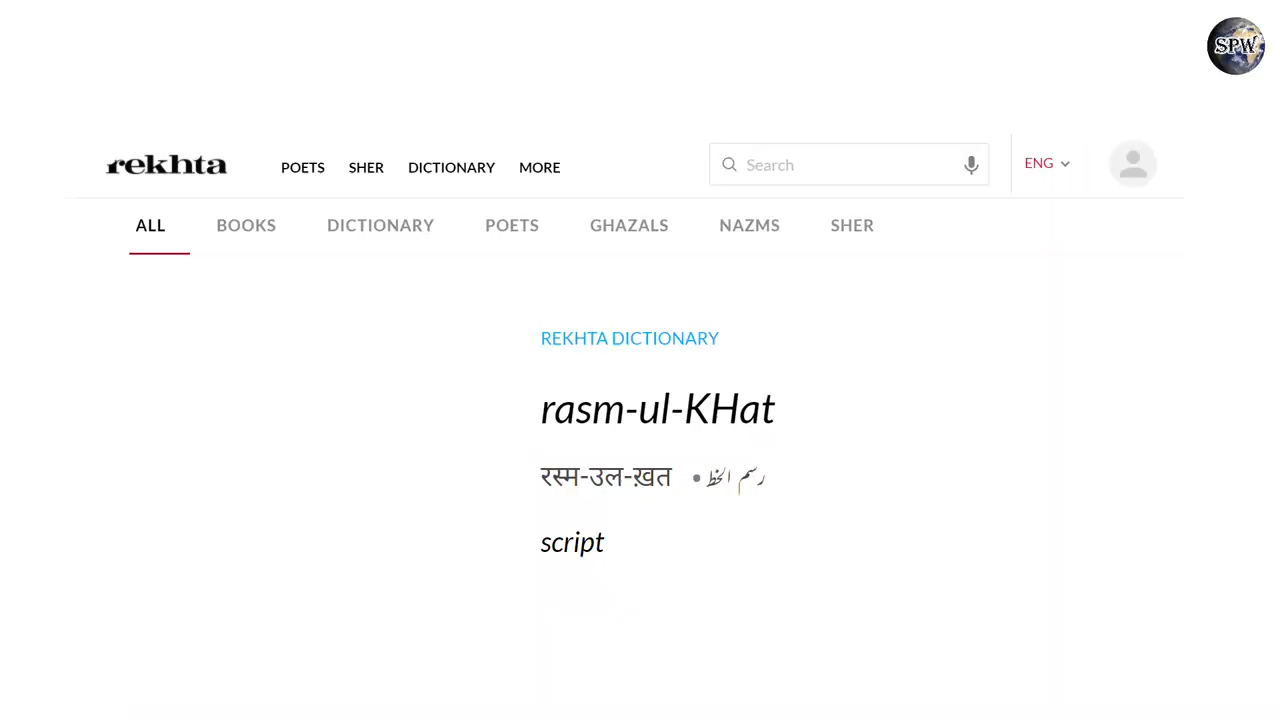 SPW
rekhta POETS SHER DICTIONARY MORE Search ENG
ALL BOOKS DICTIONARY POETS GHAZALS NAZMS SHER
REKHTA DICTIONARY
rasm-ul-KHat
रस्म-उल-ख़त • رسم الخط
script